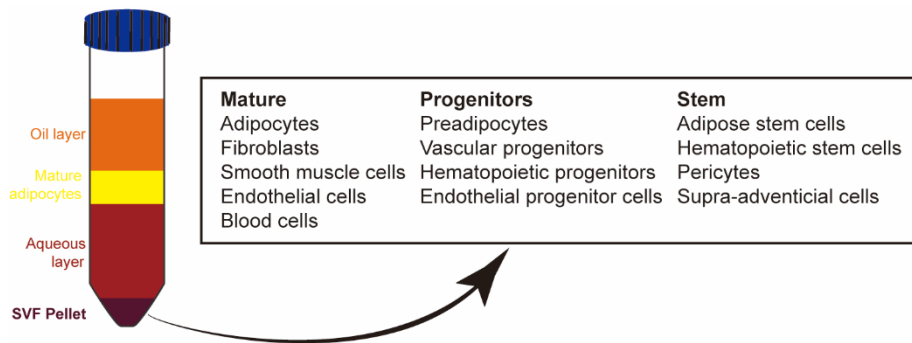 Oil layer
Mature
adipocytes
Aqueous
layer
SVF Pellet
Mature
Adipocytes
Fibroblasts
Smooth muscle cells
Endothelial cells
Blood cells
Progenitors
Preadipocytes
Vascular progenitors
Hematopoietic progenitors
Endothelial progenitor cells
Stem
Adipose stem cells
Hematopoietic stem cells
Pericytes
Supra-adventicial cells